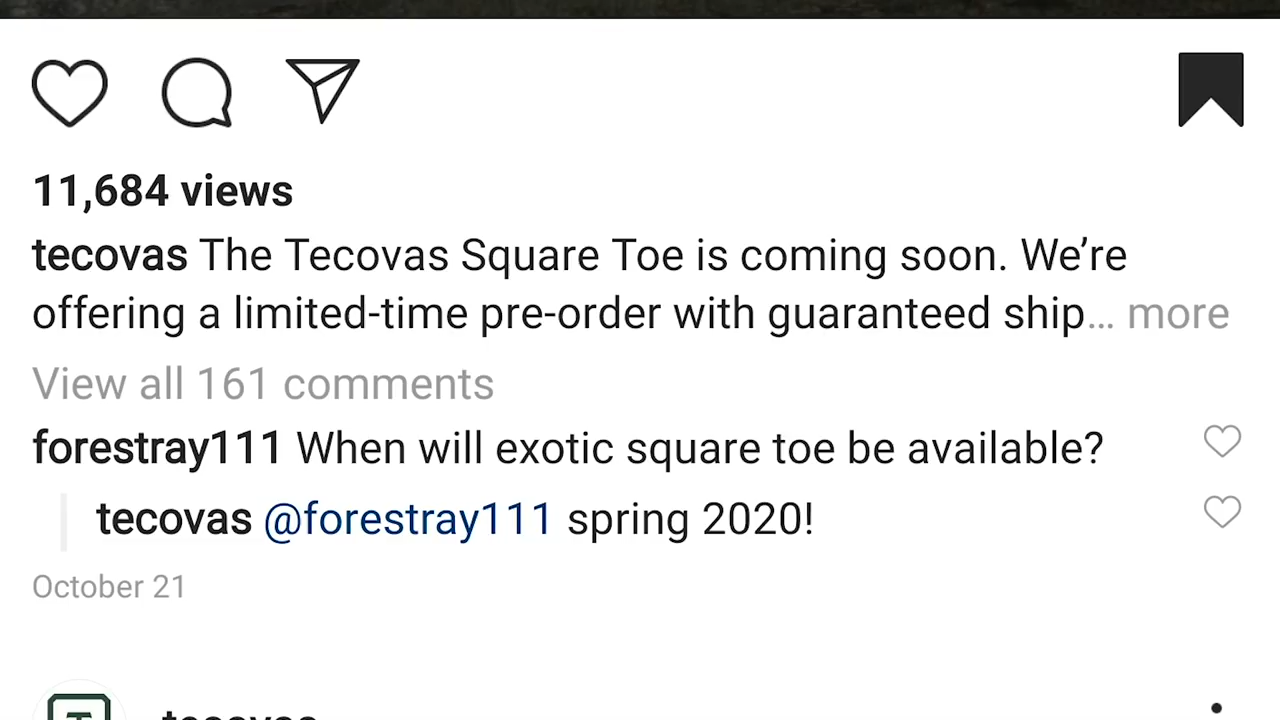 11,684 views
tecovas The Tecovas Square Toe is coming soon. We’re
offering a limited-time pre-order with guaranteed ship... more
View all 161 comments
forestray111 When will exotic square toe be available?
tecovas @forestray111 spring 2020!
October 21
T
tecovas